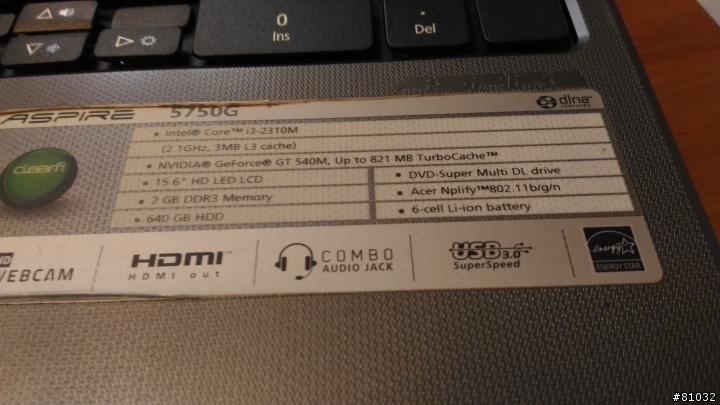 0
Ins
.
Del
ASPIRE 5750G
dlna
CERTIFIED
clear.fi
• Intel® Core™ i3-2310M
(2.1GHz, 3MB L3 cache)
• NVIDIA® GeForce® GT 540M, Up to 821 MB TurboCache™
• 15.6" HD LED LCD
• DVD-Super Multi DL drive
• 2 GB DDR3 Memory
• Acer Nplify™802.11b/g/n
• 640 GB HDD
• 6-cell Li-ion battery
HD
WEBCAM
HDMI
HDMI out
COMBO
AUDIO JACK
USB 3.0
SuperSpeed
energy
ENERGY STAR
#81032